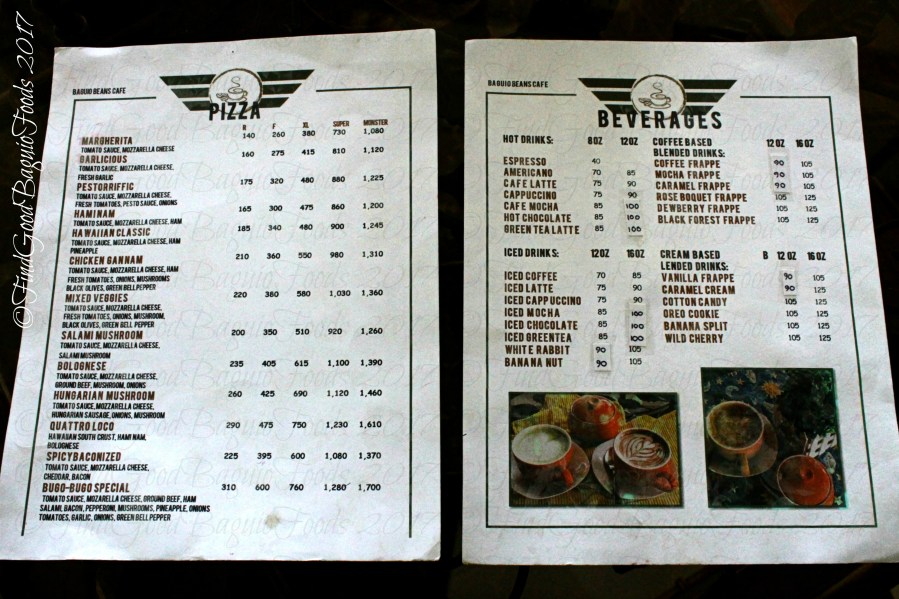 ©FindGoodBaguioFoods 2017
BAGUIO BEANS CAFE
PIZZA
R F XL SUPER MONSTER
MARGHERITA 140 260 380 730 1,080
TOMATO SAUCE, MOZZARELLA CHEESE
GARLICIOUS 160 275 415 810 1,120
TOMATO SAUCE, MOZZARELLA CHEESE,
FRESH GARLIC
PESTORRIFFIC 175 320 480 880 1,225
TOMATO SAUCE, MOZZARELLA CHEESE,
FRESH TOMATOES, PESTO SAUCE, ONIONS
HAMINAM 165 300 475 860 1,200
TOMATO SAUCE, MOZZARELLA CHEESE, HAM
HAWAIIAN CLASSIC 185 340 480 900 1,245
TOMATO SAUCE, MOZZARELLA CHEESE, HAM
PINEAPPLE
CHICKEN GANNAM 210 360 550 980 1,310
TOMATO SAUCE, MOZZARELLA CHEESE, HAM
FRESH TOMATOES, ONIONS, MUSHROOMS
BLACK OLIVES, GREEN BELL PEPPER
MIXED VEGGIES 220 380 580 1,030 1,360
TOMATO SAUCE, MOZZARELLA CHEESE,
FRESH TOMATOES, ONIONS, MUSHROOM,
BLACK OLIVES, GREEN BELL PEPPER
SALAMI MUSHROOM 200 350 510 920 1,260
TOMATO SAUCE, MOZZARELLA CHEESE,
SALAMI MUSHROOM
BOLOGNESE 235 405 615 1,100 1,390
TOMATO SAUCE, MOZZARELLA CHEESE,
GROUND BEEF, MUSHROOM, ONIONS
HUNGARIAN MUSHROOM 260 425 690 1,120 1,460
TOMATO SAUCE, MOZZARELLA CHEESE,
HUNGARIAN SAUSAGE, ONIONS, MUSHROOM
QUATTRO LOCO 290 475 750 1,230 1,610
HAWAIIAN SOUTH CRUST, HAMI NAM,
BOLOGNESE
SPICYBACONIZED 225 395 600 1,080 1,370
TOMATO SAUCE, MOZZARELLA CHEESE,
CHEDDAR, BACON
BUGO-BUGO SPECIAL 310 600 760 1,280 1,700
TOMATO SAUCE, MOZARELLA CHEESE, GROUND BEEF, HAM
SALAMI, BACON, PEPPERONI, MUSHROOMS, PINEAPPLE, ONIONS
TOMATOES, GARLIC, ONIONS, GREEN BELL PEPPER
BAGUIO BEANS CAFE
BEVERAGES
HOT DRINKS: 8OZ 12OZ
ESPRESSO 40
AMERICANO 70 85
CAFE LATTE 75 90
CAPPUCCINO 75 90
CAFE MOCHA 85 100
HOT CHOCOLATE 85 100
GREEN TEA LATTE 85 100
ICED DRINKS: 12OZ 16OZ
ICED COFFEE 70 85
ICED LATTE 75 90
ICED CAPPUCCINO 75 90
ICED MOCHA 85 100
ICED CHOCOLATE 85 100
ICED GREENTEA 85 100
WHITE RABBIT 90 105
BANANA NUT 90 105
COFFEE BASED 12 OZ 16 OZ
BLENDED DRINKS:
COFFEE FRAPPE 90 105
MOCHA FRAPPE 90 105
CARAMEL FRAPPE 90 105
ROSE BOQUET FRAPPE 105 125
DEWBERRY FRAPPE 105 125
BLACK FOREST FRAPPE 105 125
CREAM BASED B 12 OZ 16 OZ
LENDED DRINKS:
VANILLA FRAPPE 90 105
CARAMEL CREAM 90 125
COTTON CANDY 105 125
OREO COOKIE 105 125
BANANA SPLIT 105 125
WILD CHERRY 105 125